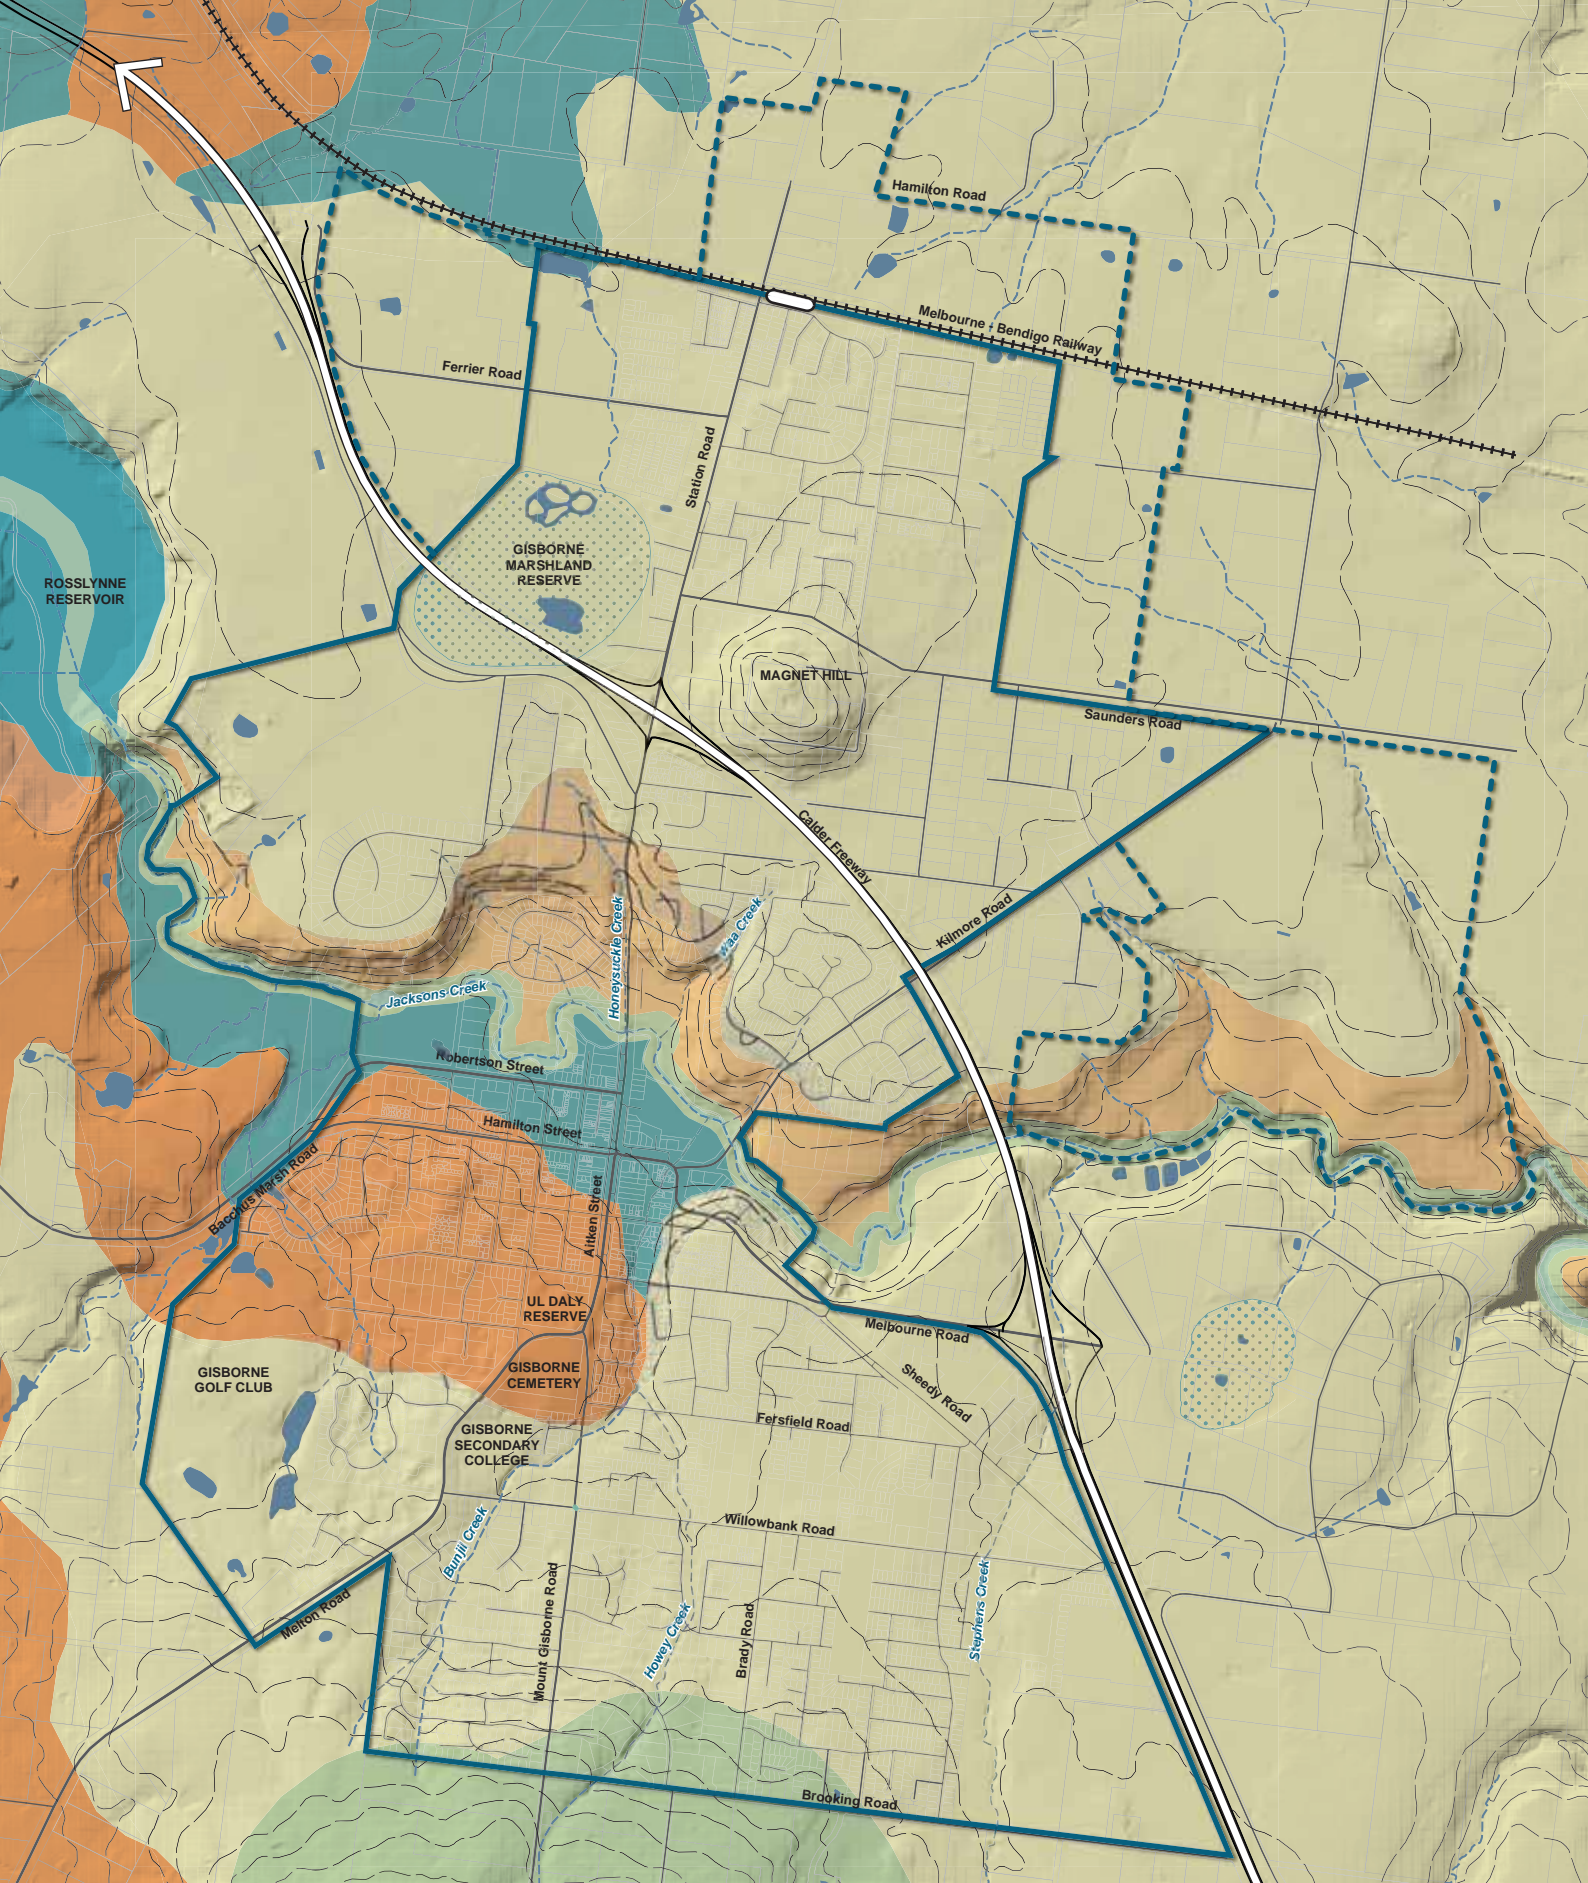 Hamilton Road
Melbourne - Bendigo Railway
Ferrier Road
Station Road
GISBORNE
MARSHLAND
RESERVE
ROSSLYNNE
RESERVOIR
MAGNET HILL
Saunders Road
Calder Freeway
Kilmore Road
Honeysuckle Creek
Waa Creek
Jacksons Creek
Robertson Street
Hamilton Street
Bacchus Marsh Road
Aitken Street
UL DALY
RESERVE
Melbourne Road
GISBORNE
GOLF CLUB
GISBORNE
CEMETERY
Sheedy Road
Fersfield Road
GISBORNE
SECONDARY
COLLEGE
Willowbank Road
Bunjil Creek
Stephens Creek
Melton Road
Mount Gisborne Road
Howey Creek
Brady Road
Brooking Road